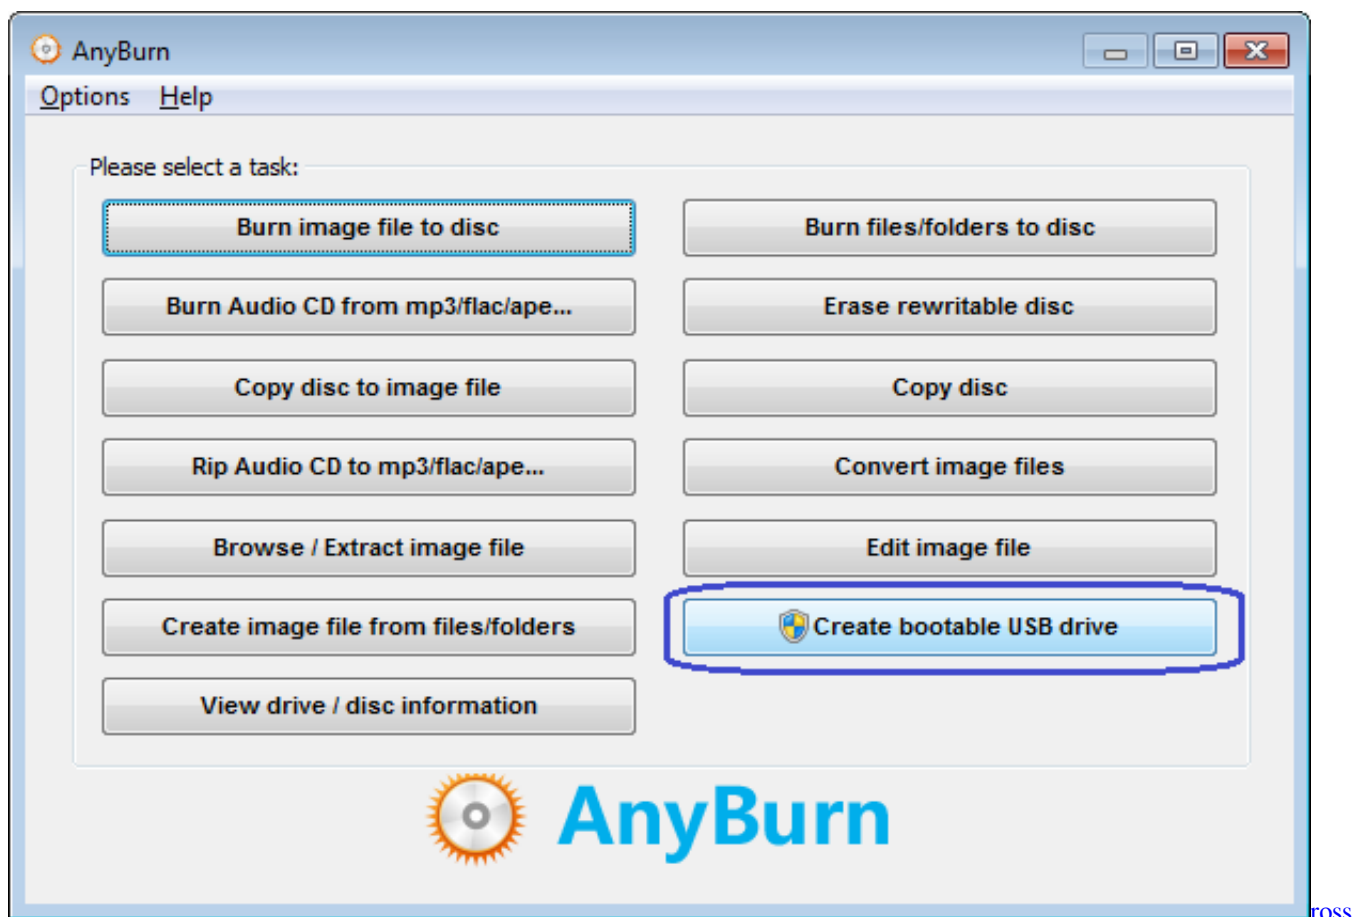 AnyBurn
Options Help
Please select a task:
Burn image file to disc
Burn files/folders to disc
Burn Audio CD from mp3/flac/ape...
Erase rewritable disc
Copy disc to image file
Copy disc
Rip Audio CD to mp3/flac/ape...
Convert image files
Browse / Extract image file
Edit image file
Create image file from files/folders
Create bootable USB drive
View drive / disc information
AnyBurn
ross